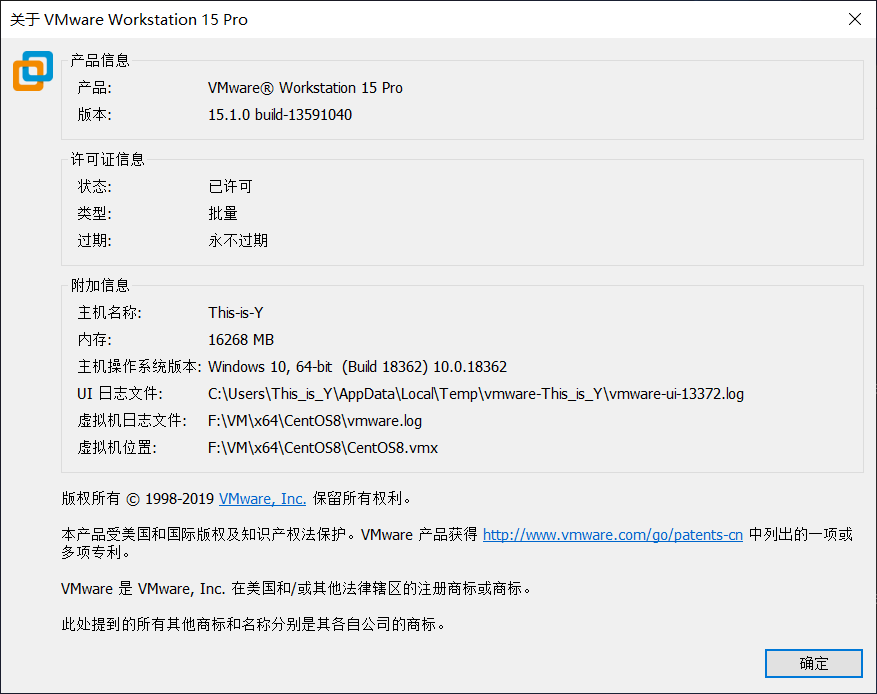 关于 VMware Workstation 15 Pro
产品信息
产品: VMware® Workstation 15 Pro
版本: 15.1.0 build-13591040
许可证信息
状态: 已许可
类型: 批量
过期: 永不过期
附加信息
主机名称: This-is-Y
内存: 16268 MB
主机操作系统版本: Windows 10, 64-bit (Build 18362) 10.0.18362
UI 日志文件: C:\Users\This_is_Y\AppData\Local\Temp\vmware-This_is_Y\vmware-ui-13372.log
虚拟机日志文件: F:\VM\x64\CentOS8\vmware.log
虚拟机位置: F:\VM\x64\CentOS8\CentOS8.vmx
版权所有 © 1998-2019 VMware, Inc. 保留所有权利。
本产品受美国和国际版权及知识产权法保护。VMware 产品获得 http://www.vmware.com/go/patents-cn 中列出的一项或
多项专利。
VMware 是 VMware, Inc. 在美国和/或其他法律辖区的注册商标或商标。
此处提到的所有其他商标和名称分别是其各自公司的商标。
确定